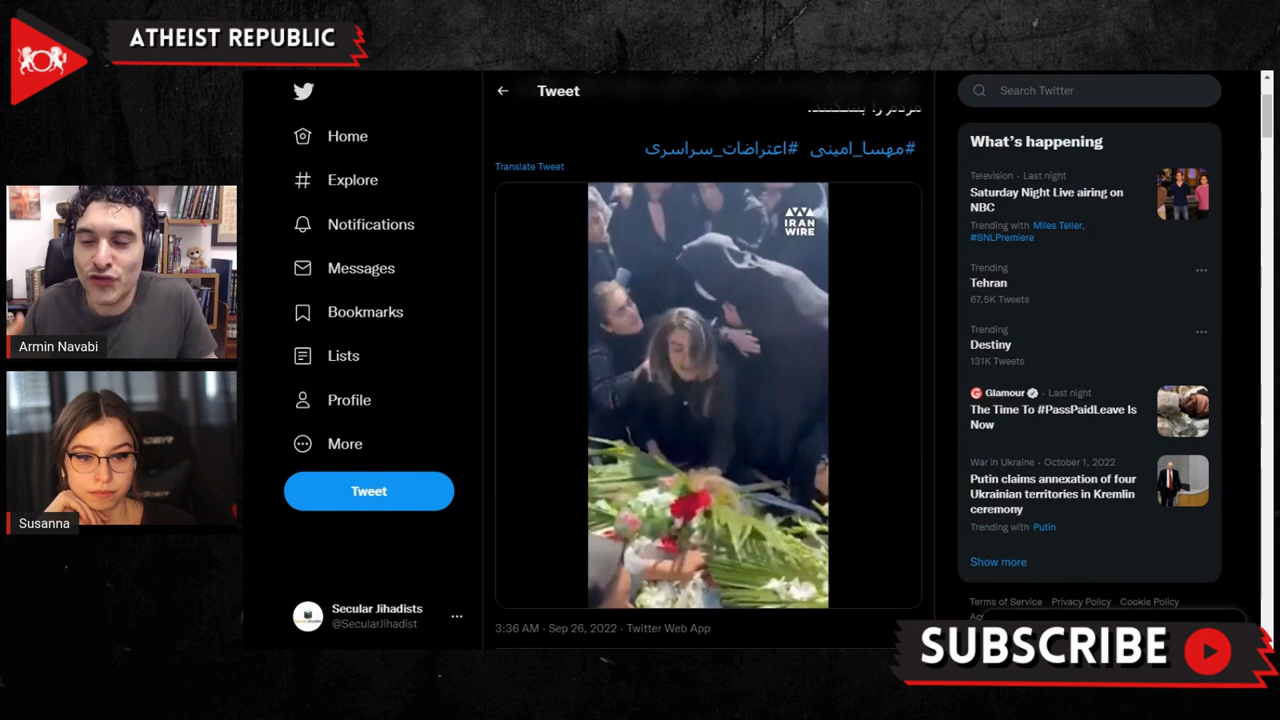 ATHEIST REPUBLIC
Armin Navabi
Susanna
Home
Explore
Notifications
Messages
Bookmarks
Lists
Profile
More
Tweet
Secular Jihadists
@SecularJihadist
Tweet
مردم را بشکنند.
#مهسا_امینی #اعتراضات_سراسری
Translate Tweet
IRAN
WIRE
3:36 AM · Sep 26, 2022 · Twitter Web App
Search Twitter
What's happening
Television · Last night
Saturday Night Live airing on
NBC
Trending with Miles Teller,
#SNLPremiere
Trending
Tehran
67.5K Tweets
Trending
Destiny
131K Tweets
Glamour · Last night
The Time To #PassPaidLeave Is
Now
War in Ukraine · October 1, 2022
Putin claims annexation of four
Ukrainian territories in Kremlin
ceremony
Trending with Putin
Show more
Terms of Service Privacy Policy Cookie Policy
SUBSCRIBE